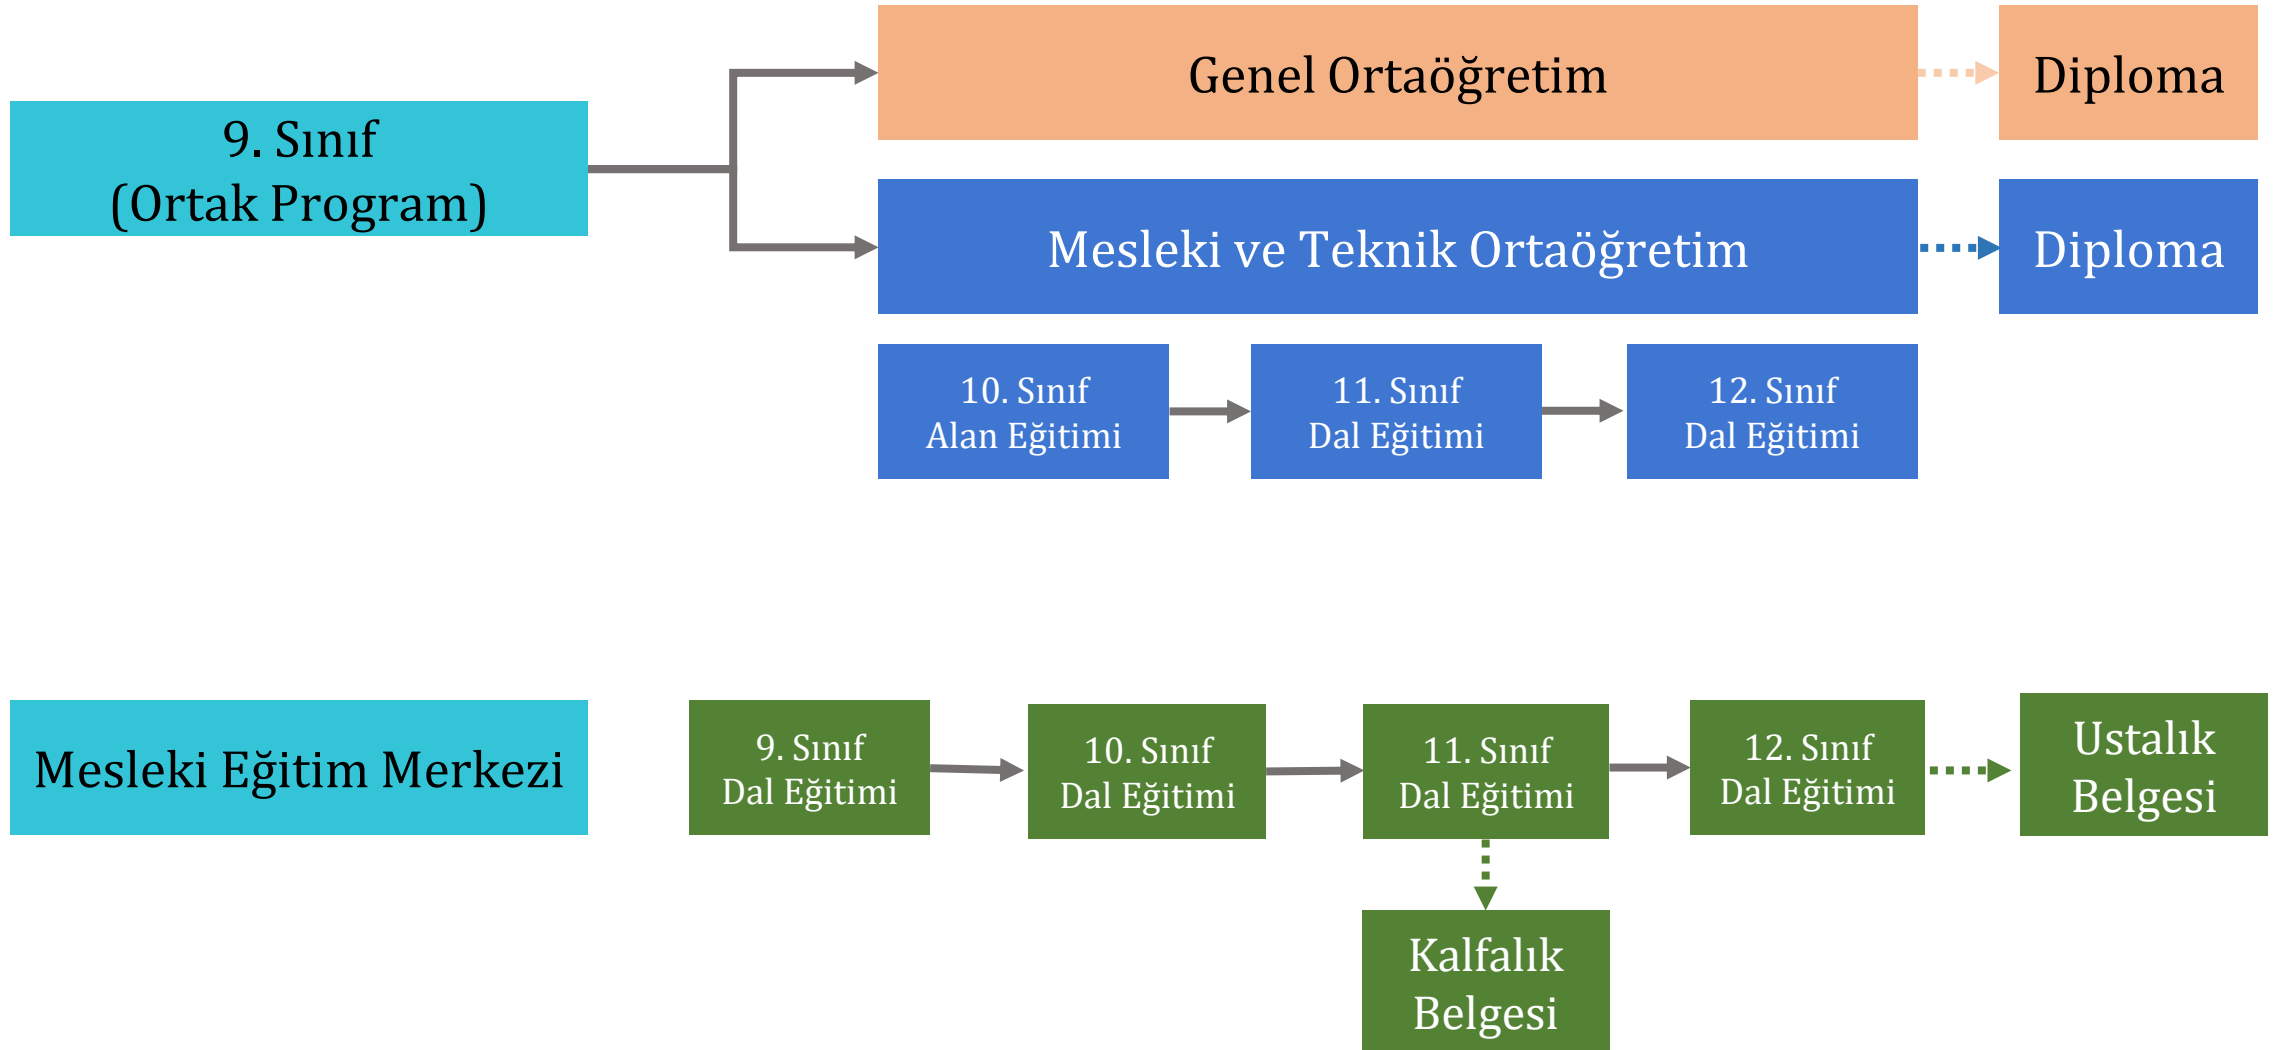 Genel Ortaöğretim
Diploma
9. Sınıf
(Ortak Program)
Mesleki ve Teknik Ortaöğretim
Diploma
10. Sınıf
Alan Eğitimi
11. Sınıf
Dal Eğitimi
12. Sınıf
Dal Eğitimi
Mesleki Eğitim Merkezi
9. Sınıf
Dal Eğitimi
10. Sınıf
Dal Eğitimi
11. Sınıf
Dal Eğitimi
12. Sınıf
Dal Eğitimi
Ustalık
Belgesi
Kalfalık
Belgesi